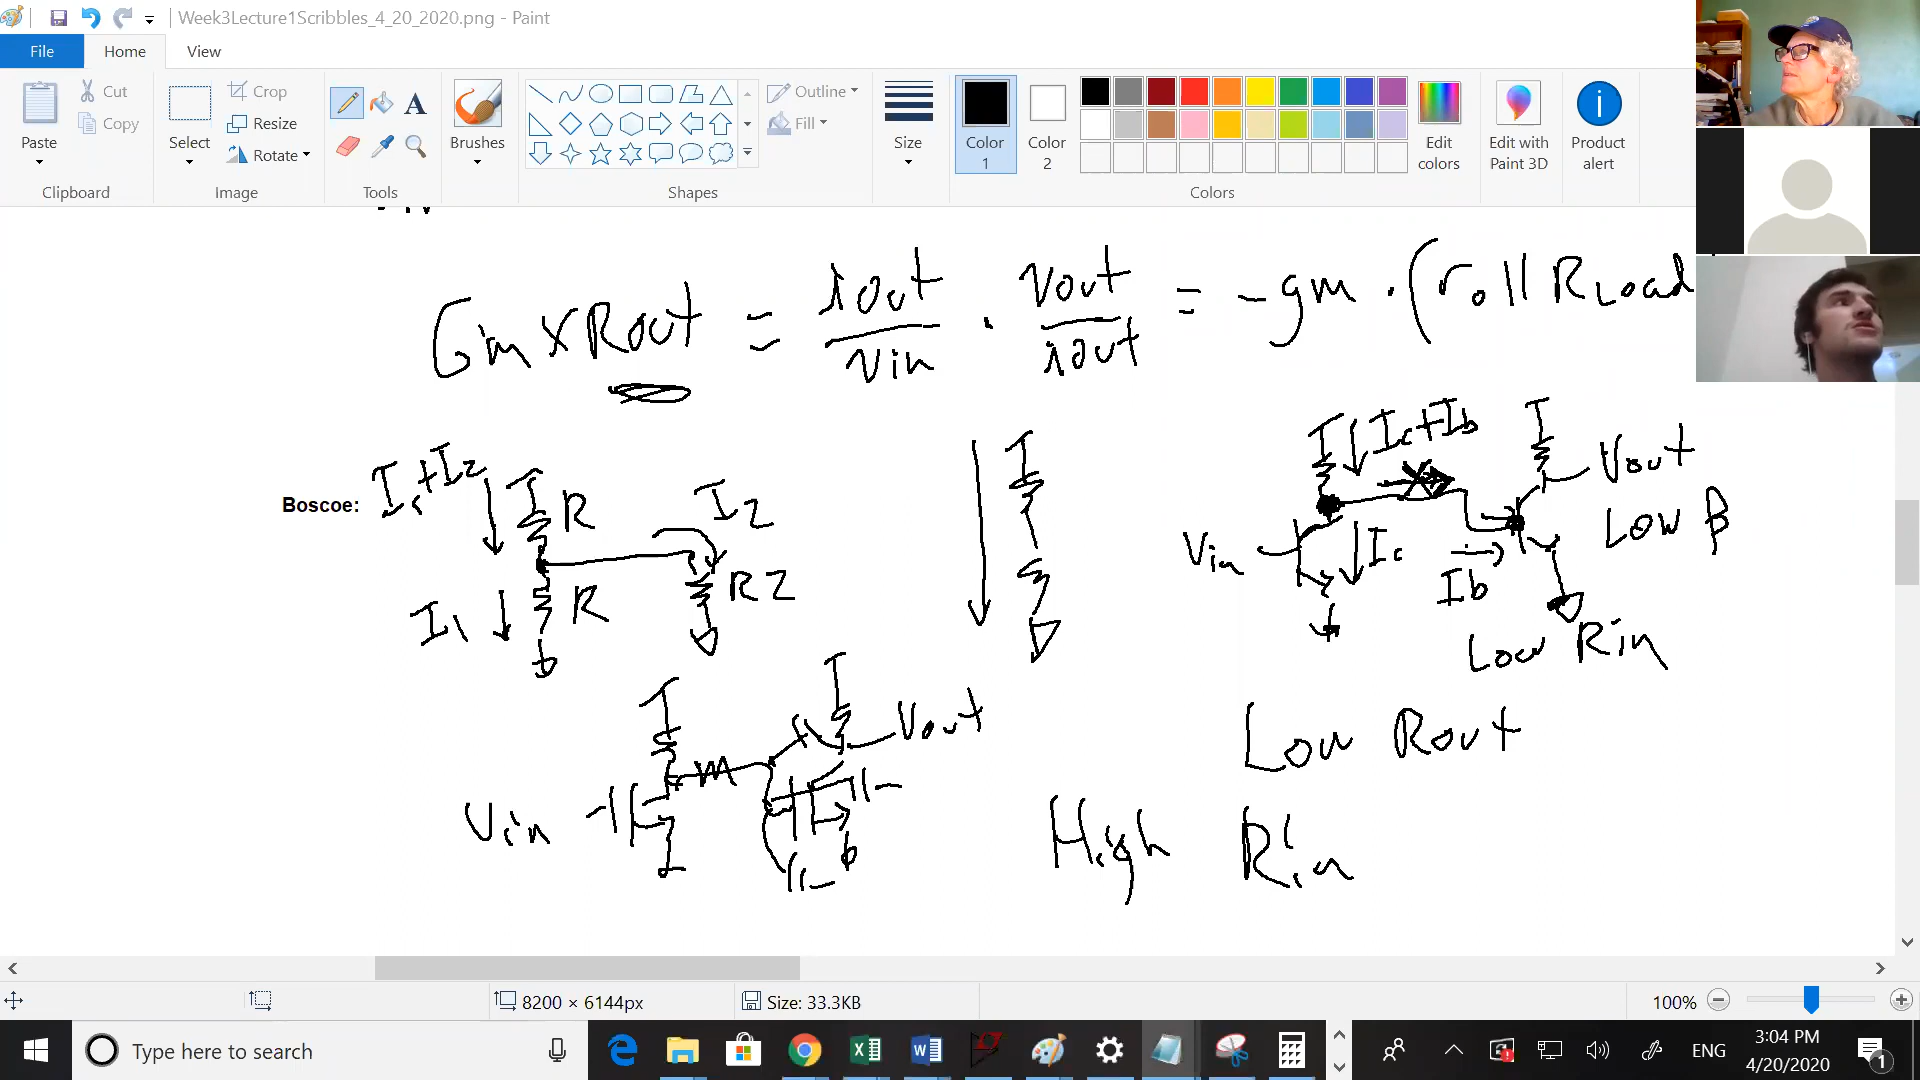 Week3Lecture1Scribbles_4_20_2020.png - Paint
File Home View
Paste
Cut
Copy
Clipboard
Select
Crop
Resize
Rotate
Image
A
Tools
Brushes
Shapes
Outline
Fill
Size
Color 1
Color 2
Colors
Edit colors
Edit with Paint 3D
Product alert
Gm x Rout = iout / vin · vout / iout = -gm · (ro || RLoad
Boscoe:
I1+I2
R
I2
I1
R
R2
Ic+Ib
Vout
Low β
Vin
Ic
Ib
Low Rin
Vout
Low Rout
Vin
High Rin
8200 × 6144px
Size: 33.3KB
100%
Type here to search
ENG
3:04 PM
4/20/2020
1